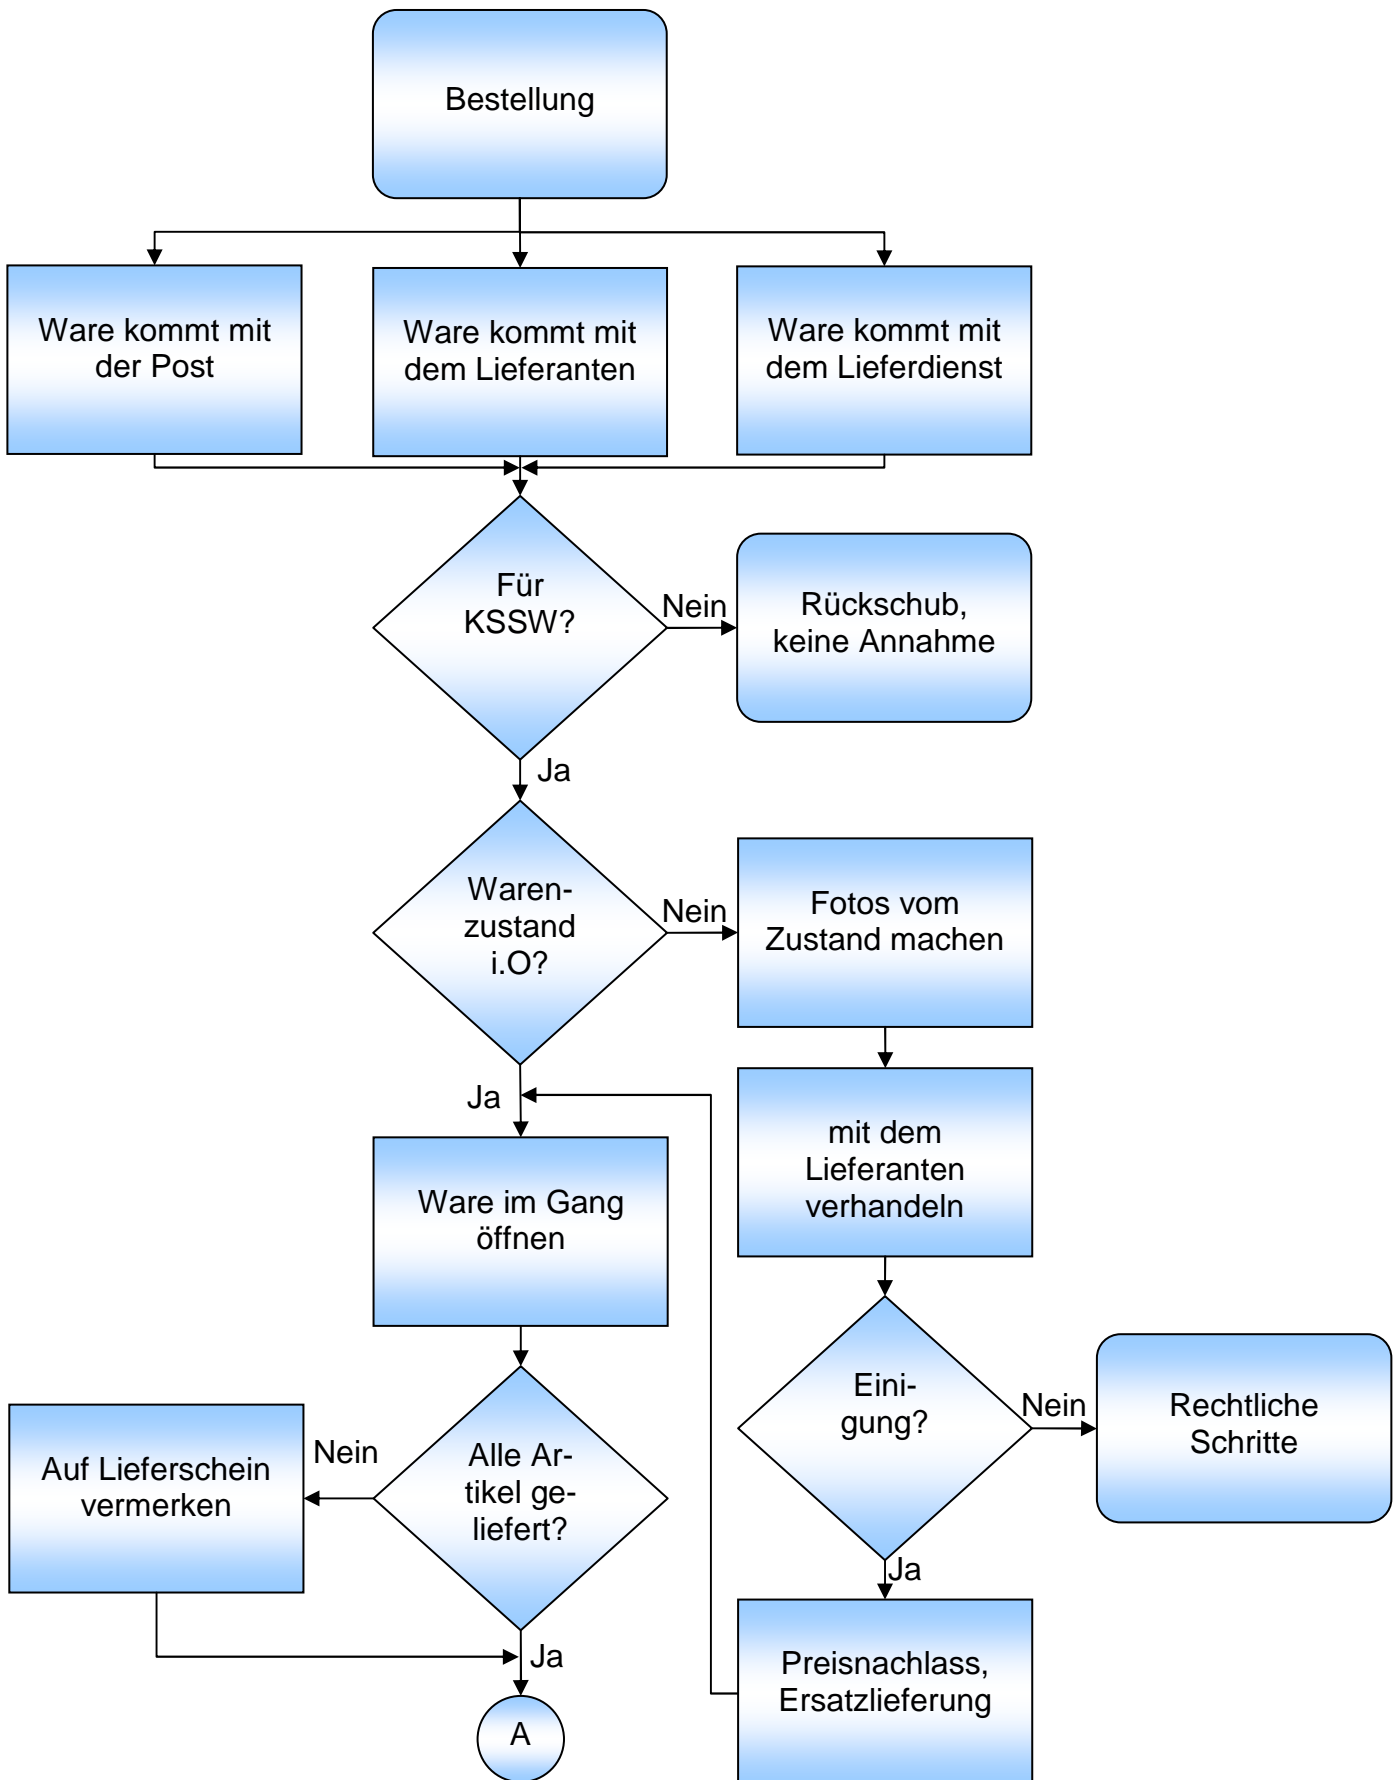 Bestellung
Ware kommt mit
der Post
Ware kommt mit
dem Lieferanten
Ware kommt mit
dem Lieferdienst
Für
KSSW?
Nein
Rückschub,
keine Annahme
Ja
Waren-
zustand
i.O?
Nein
Fotos vom
Zustand machen
Ja
mit dem
Lieferanten
verhandeln
Ware im Gang
öffnen
Eini-
gung?
Nein
Rechtliche
Schritte
Auf Lieferschein
vermerken
Nein
Alle Ar-
tikel ge-
liefert?
Ja
Ja
Preisnachlass,
Ersatzlieferung
A